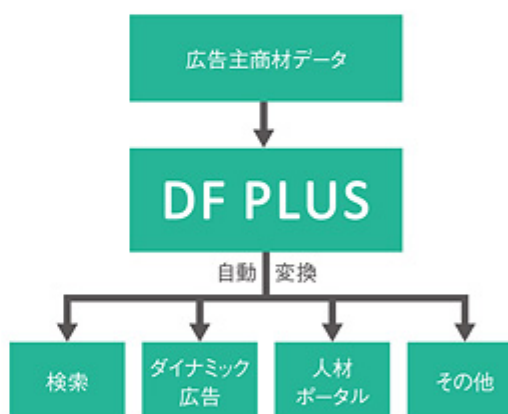 広告主商材データ
DF PLUS
自動 変換
検索
ダイナミック
広告
人材
ポータル
その他